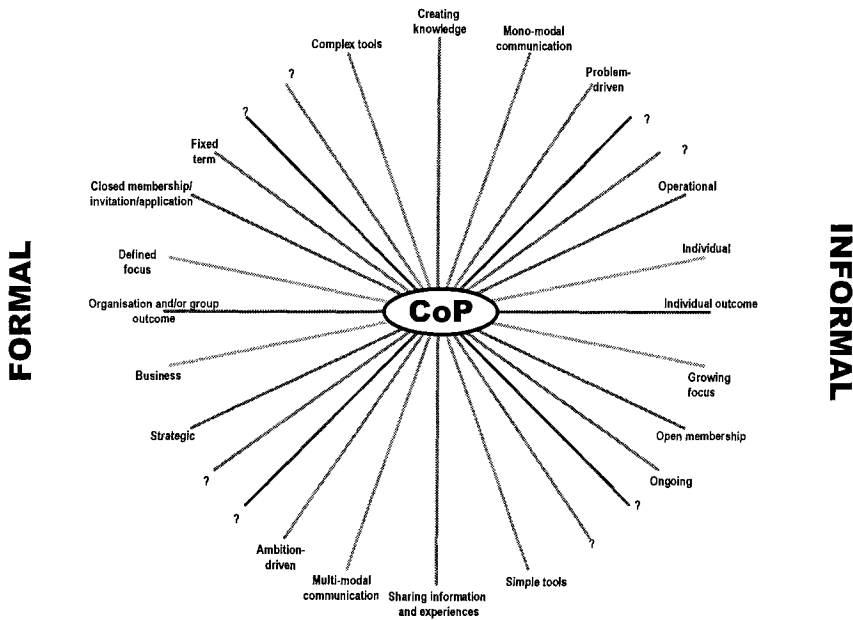 Creating
knowledge
Complex tools
Mono-modal
communication
?
Problem-
driven
?
?
Fixed
term
?
Closed membership/
invitation/application
Operational
Defined
focus
Individual
Organisation and/or group
outcome
CoP
Individual outcome
FORMAL
INFORMAL
Business
Growing
focus
Strategic
Open membership
?
Ongoing
?
?
Ambition-
driven
?
Multi-modal
communication
Sharing information
and experiences
Simple tools